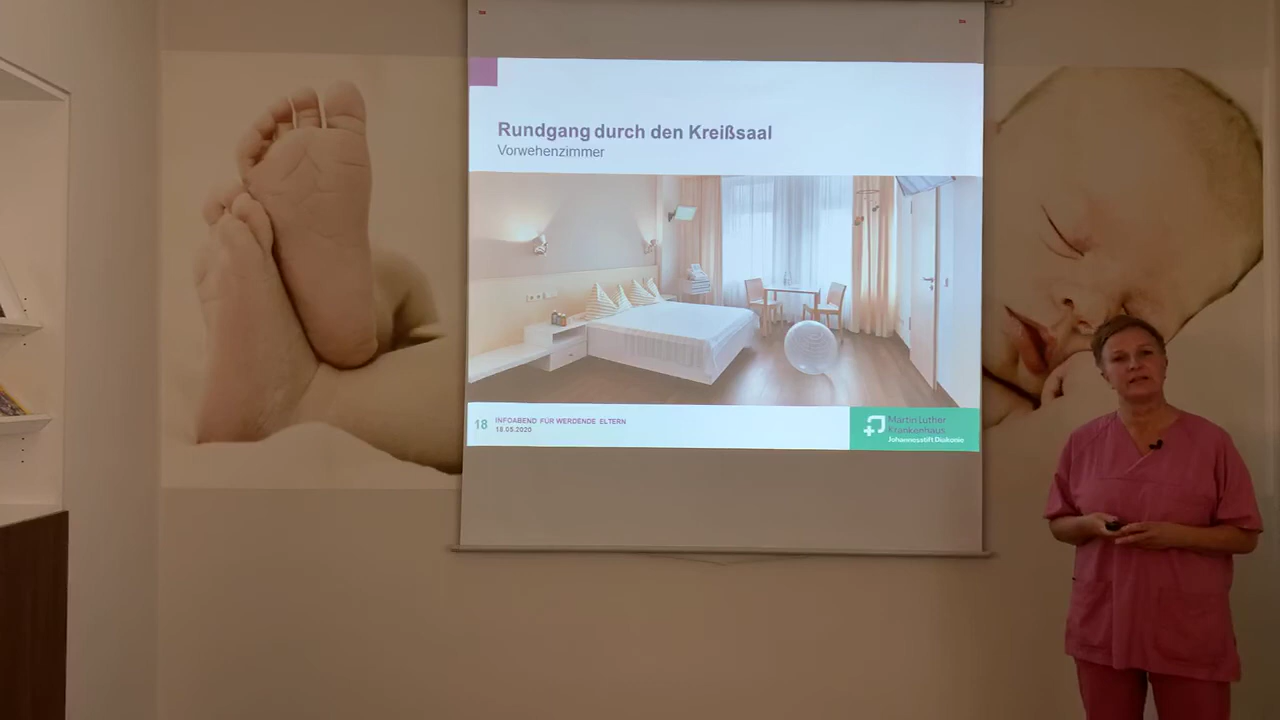 Rundgang durch den Kreißsaal
Vorwehenzimmer
18
INFOABEND FÜR WERDENDE ELTERN
18.05.2020
Martin Luther
Krankenhaus
Johannesstift Diakonie